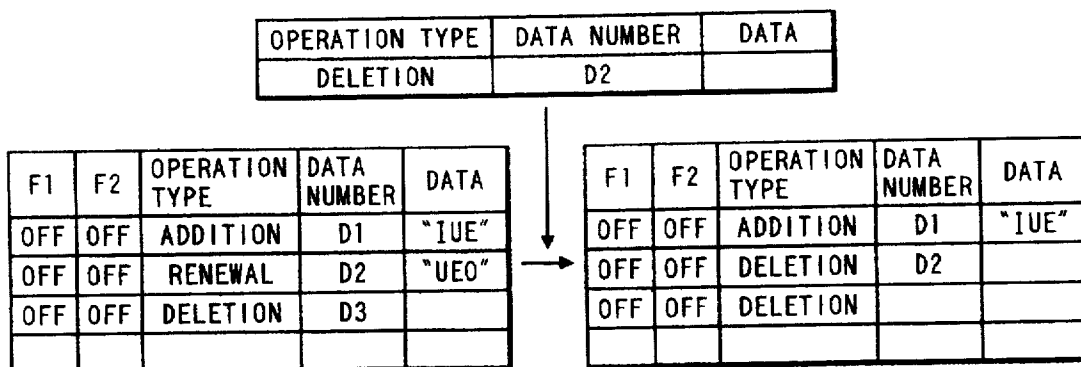 OPERATION TYPE DATA NUMBER DATA
DELETION D2
F1 F2 OPERATION TYPE DATA NUMBER DATA
OFF OFF ADDITION D1 "IUE"
OFF OFF RENEWAL D2 "UEO"
OFF OFF DELETION D3
F1 F2 OPERATION TYPE DATA NUMBER DATA
OFF OFF ADDITION D1 "IUE"
OFF OFF DELETION D2
OFF OFF DELETION